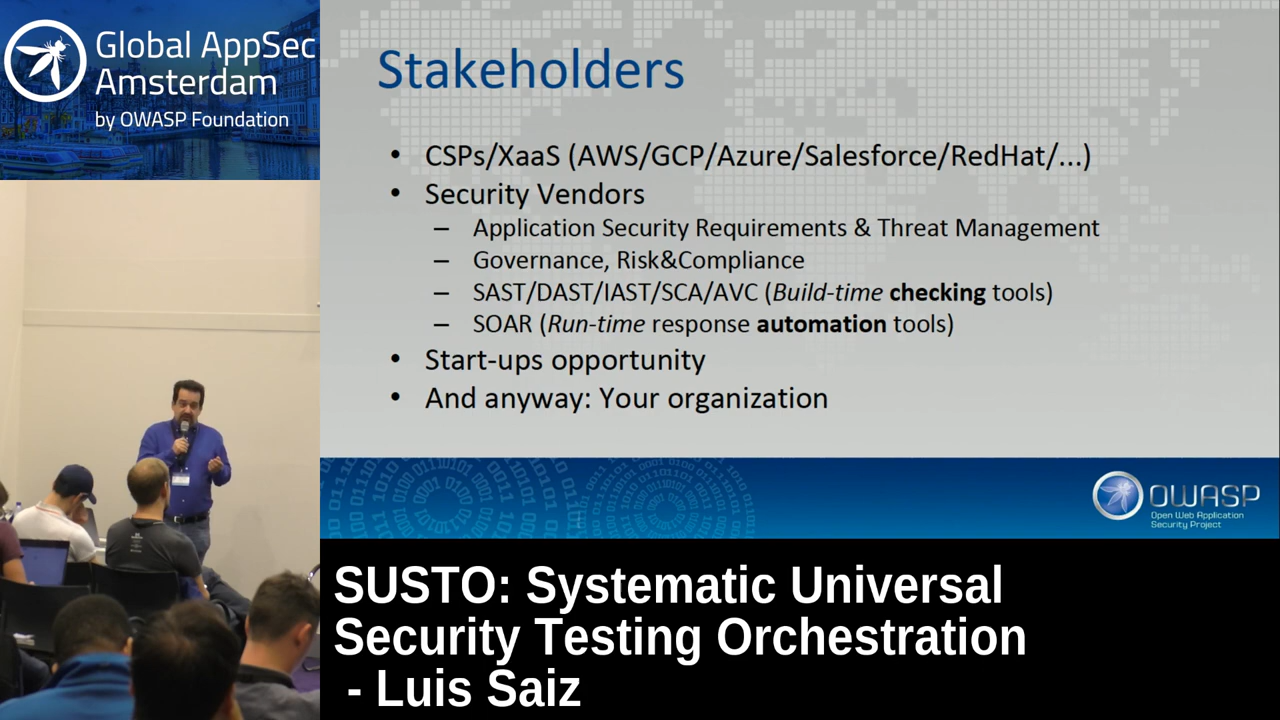 Global AppSec
Amsterdam
by OWASP Foundation
Stakeholders
• CSPs/XaaS (AWS/GCP/Azure/Salesforce/RedHat/...)
• Security Vendors
– Application Security Requirements & Threat Management
– Governance, Risk&Compliance
– SAST/DAST/IAST/SCA/AVC (Build-time checking tools)
– SOAR (Run-time response automation tools)
• Start-ups opportunity
• And anyway: Your organization
OWASP
Open Web Application
Security Project
SUSTO: Systematic Universal
Security Testing Orchestration
- Luis Saiz